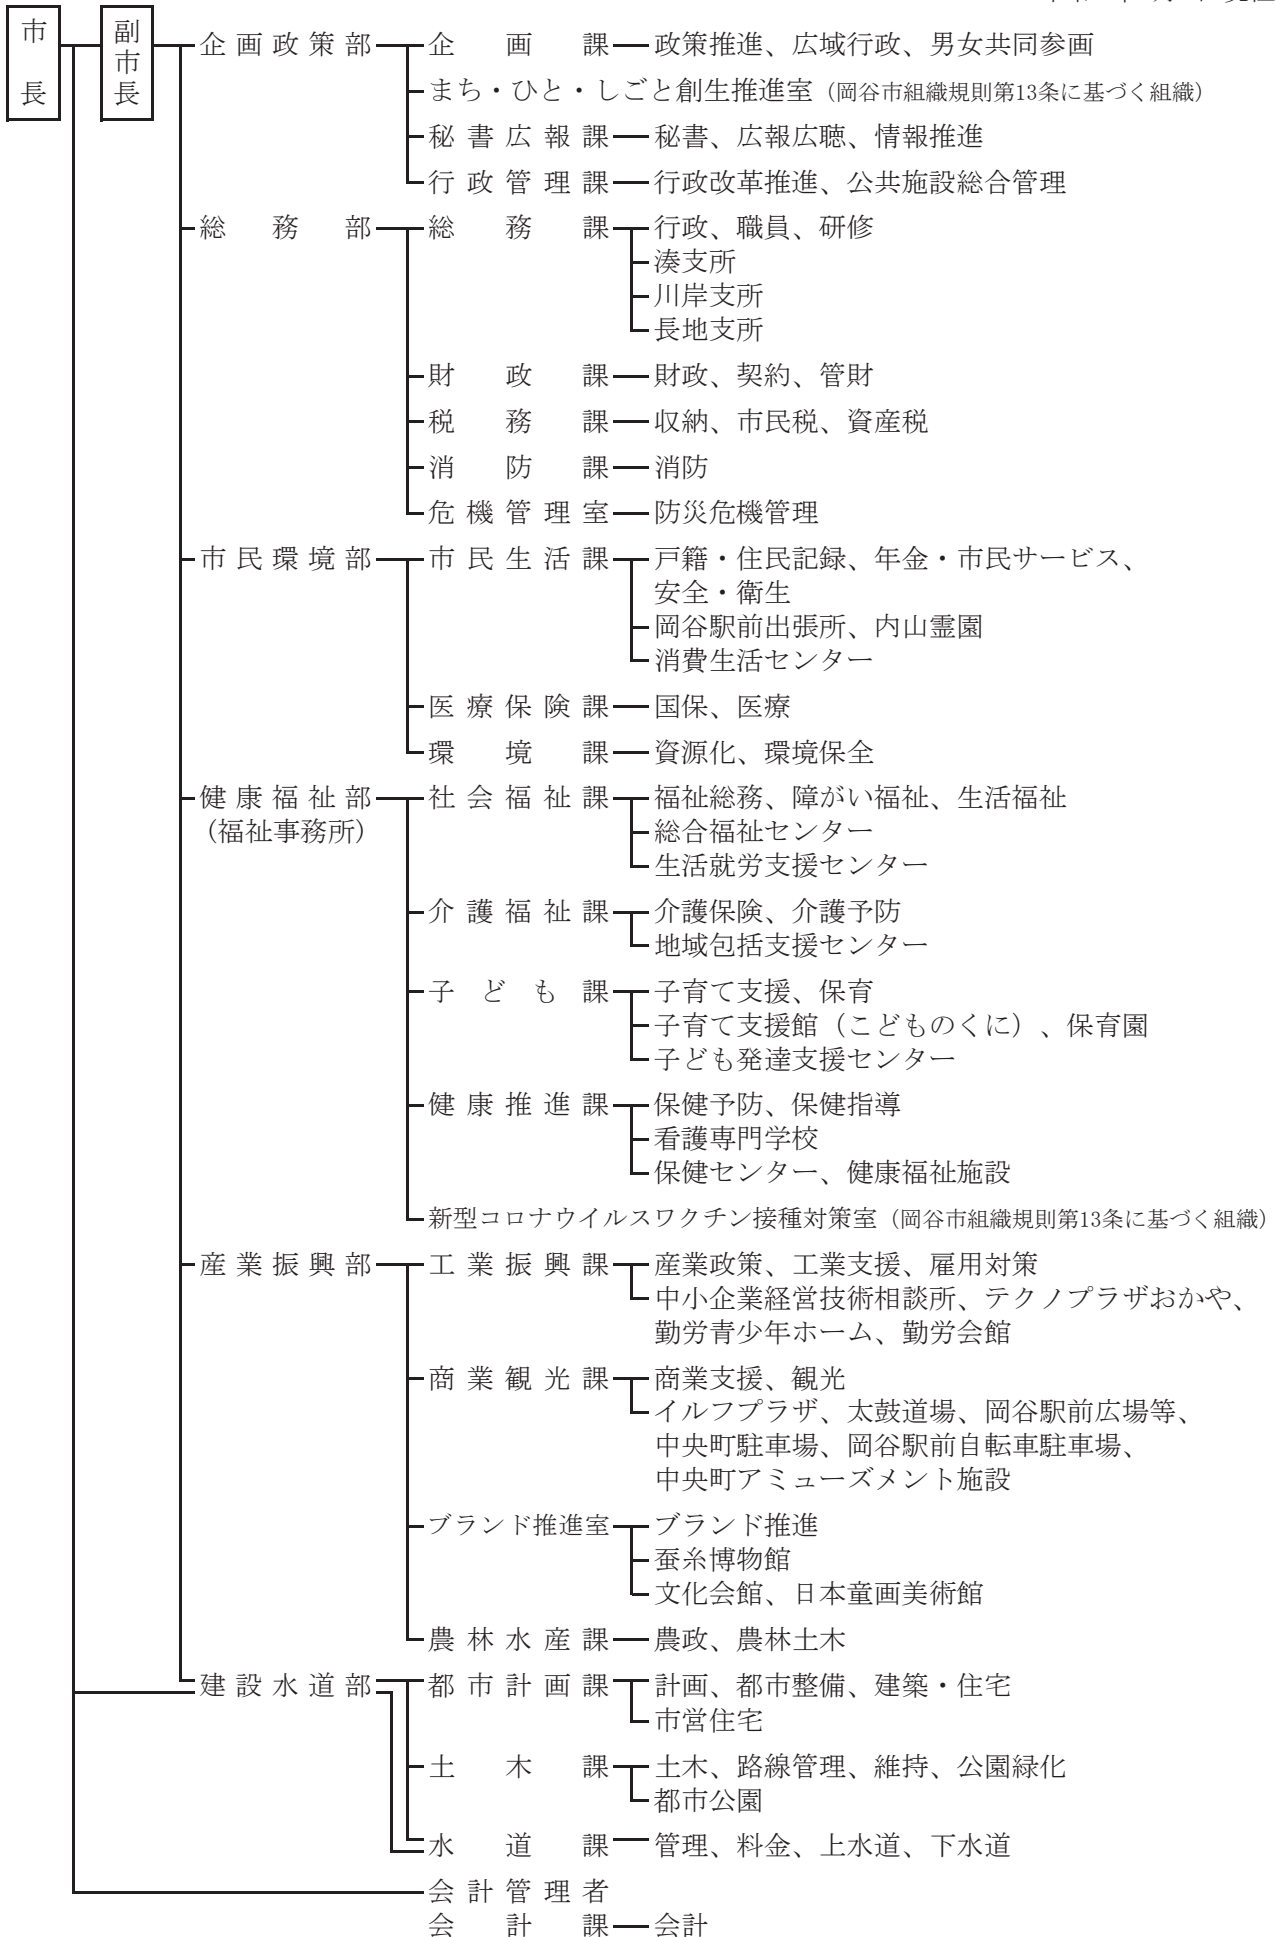 市長
副市長
企画政策部
企画課 政策推進、広域行政、男女共同参画
まち・ひと・しごと創生推進室（岡谷市組織規則第13条に基づく組織）
秘書広報課 秘書、広報広聴、情報推進
行政管理課 行政改革推進、公共施設総合管理
総務部
総務課 行政、職員、研修
湊支所
川岸支所
長地支所
財政課 財政、契約、管財
税務課 収納、市民税、資産税
消防課 消防
危機管理室 防災危機管理
市民環境部
市民生活課 戸籍・住民記録、年金・市民サービス、
安全・衛生
岡谷駅前出張所、内山霊園
消費生活センター
医療保険課 国保、医療
環境課 資源化、環境保全
健康福祉部
（福祉事務所）
社会福祉課 福祉総務、障がい福祉、生活福祉
総合福祉センター
生活就労支援センター
介護福祉課 介護保険、介護予防
地域包括支援センター
子ども課 子育て支援、保育
子育て支援館（こどものくに）、保育園
子ども発達支援センター
健康推進課 保健予防、保健指導
看護専門学校
保健センター、健康福祉施設
新型コロナウイルスワクチン接種対策室（岡谷市組織規則第13条に基づく組織）
産業振興部
工業振興課 産業政策、工業支援、雇用対策
中小企業経営技術相談所、テクノプラザおかや、
勤労青少年ホーム、勤労会館
商業観光課 商業支援、観光
イルフプラザ、太鼓道場、岡谷駅前広場等、
中央町駐車場、岡谷駅前自転車駐車場、
中央町アミューズメント施設
ブランド推進室 ブランド推進
蚕糸博物館
文化会館、日本童画美術館
農林水産課 農政、農林土木
建設水道部
都市計画課 計画、都市整備、建築・住宅
市営住宅
土木課 土木、路線管理、維持、公園緑化
都市公園
水道課 管理、料金、上水道、下水道
会計管理者
会計課 会計